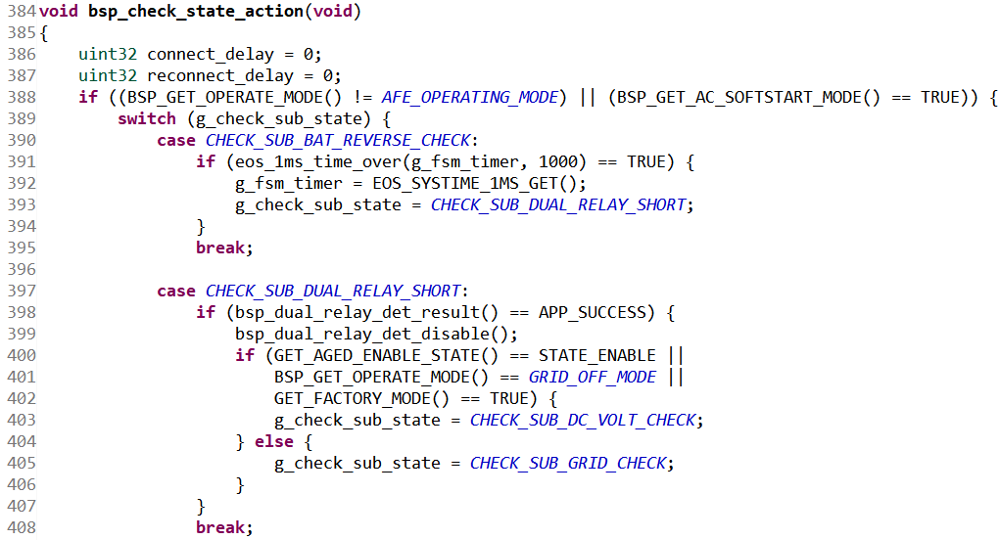 384 void bsp_check_state_action(void)
385 {
386     uint32 connect_delay = 0;
387     uint32 reconnect_delay = 0;
388     if ((BSP_GET_OPERATE_MODE() != AFE_OPERATING_MODE) || (BSP_GET_AC_SOFTSTART_MODE() == TRUE)) {
389         switch (g_check_sub_state) {
390             case CHECK_SUB_BAT_REVERSE_CHECK:
391                 if (eos_1ms_time_over(g_fsm_timer, 1000) == TRUE) {
392                     g_fsm_timer = EOS_SYSTIME_1MS_GET();
393                     g_check_sub_state = CHECK_SUB_DUAL_RELAY_SHORT;
394                 }
395                 break;
396
397             case CHECK_SUB_DUAL_RELAY_SHORT:
398                 if (bsp_dual_relay_det_result() == APP_SUCCESS) {
399                     bsp_dual_relay_det_disable();
400                     if (GET_AGED_ENABLE_STATE() == STATE_ENABLE ||
401                         BSP_GET_OPERATE_MODE() == GRID_OFF_MODE ||
402                         GET_FACTORY_MODE() == TRUE) {
403                         g_check_sub_state = CHECK_SUB_DC_VOLT_CHECK;
404                     } else {
405                         g_check_sub_state = CHECK_SUB_GRID_CHECK;
406                     }
407                 }
408                 break;